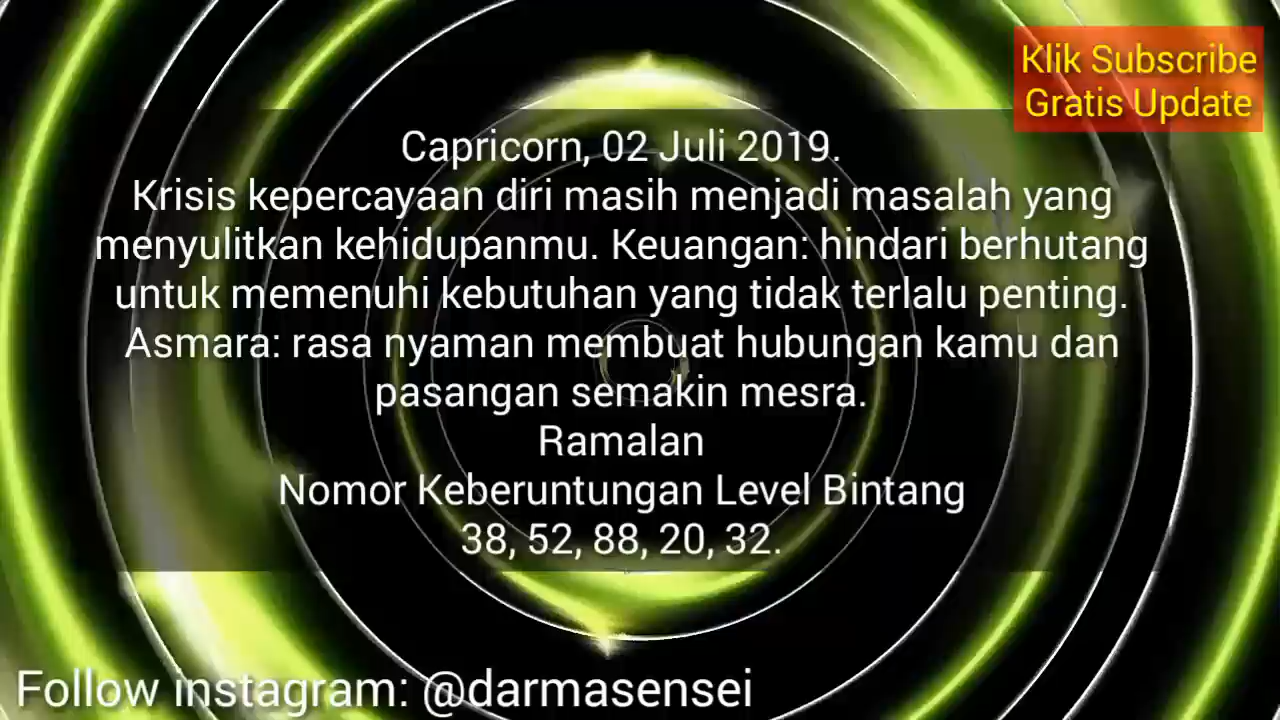 Klik Subscribe
Gratis Update
Capricorn, 02 Juli 2019.
Krisis kepercayaan diri masih menjadi masalah yang
menyulitkan kehidupanmu. Keuangan: hindari berhutang
untuk memenuhi kebutuhan yang tidak terlalu penting.
Asmara: rasa nyaman membuat hubungan kamu dan
pasangan semakin mesra.
Ramalan
Nomor Keberuntungan Level Bintang
38, 52, 88, 20, 32.
Follow instagram: @darmasensei